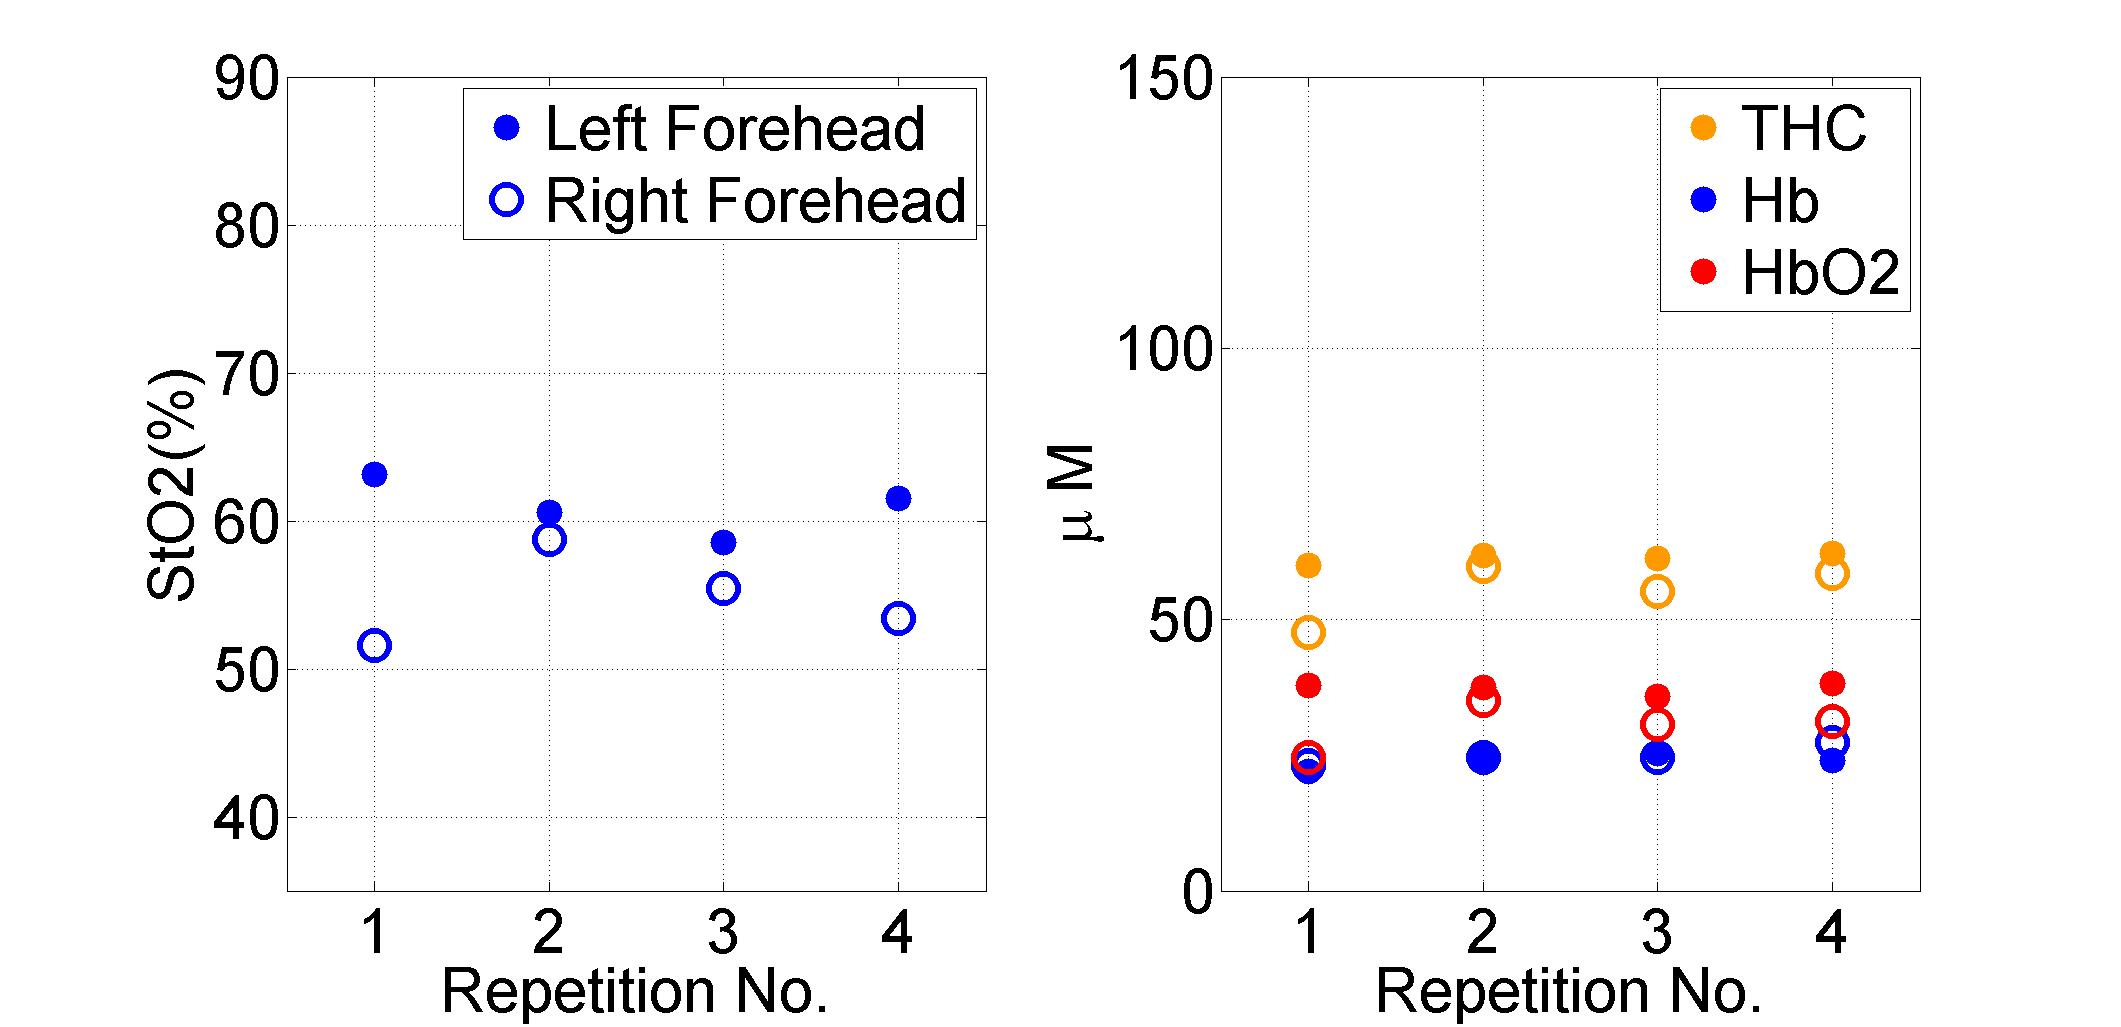 90
80
70
60
50
40
StO2(%)
Left Forehead
Right Forehead
1 2 3 4
Repetition No.
150
100
50
0
μ M
THC
Hb
HbO2
1 2 3 4
Repetition No.